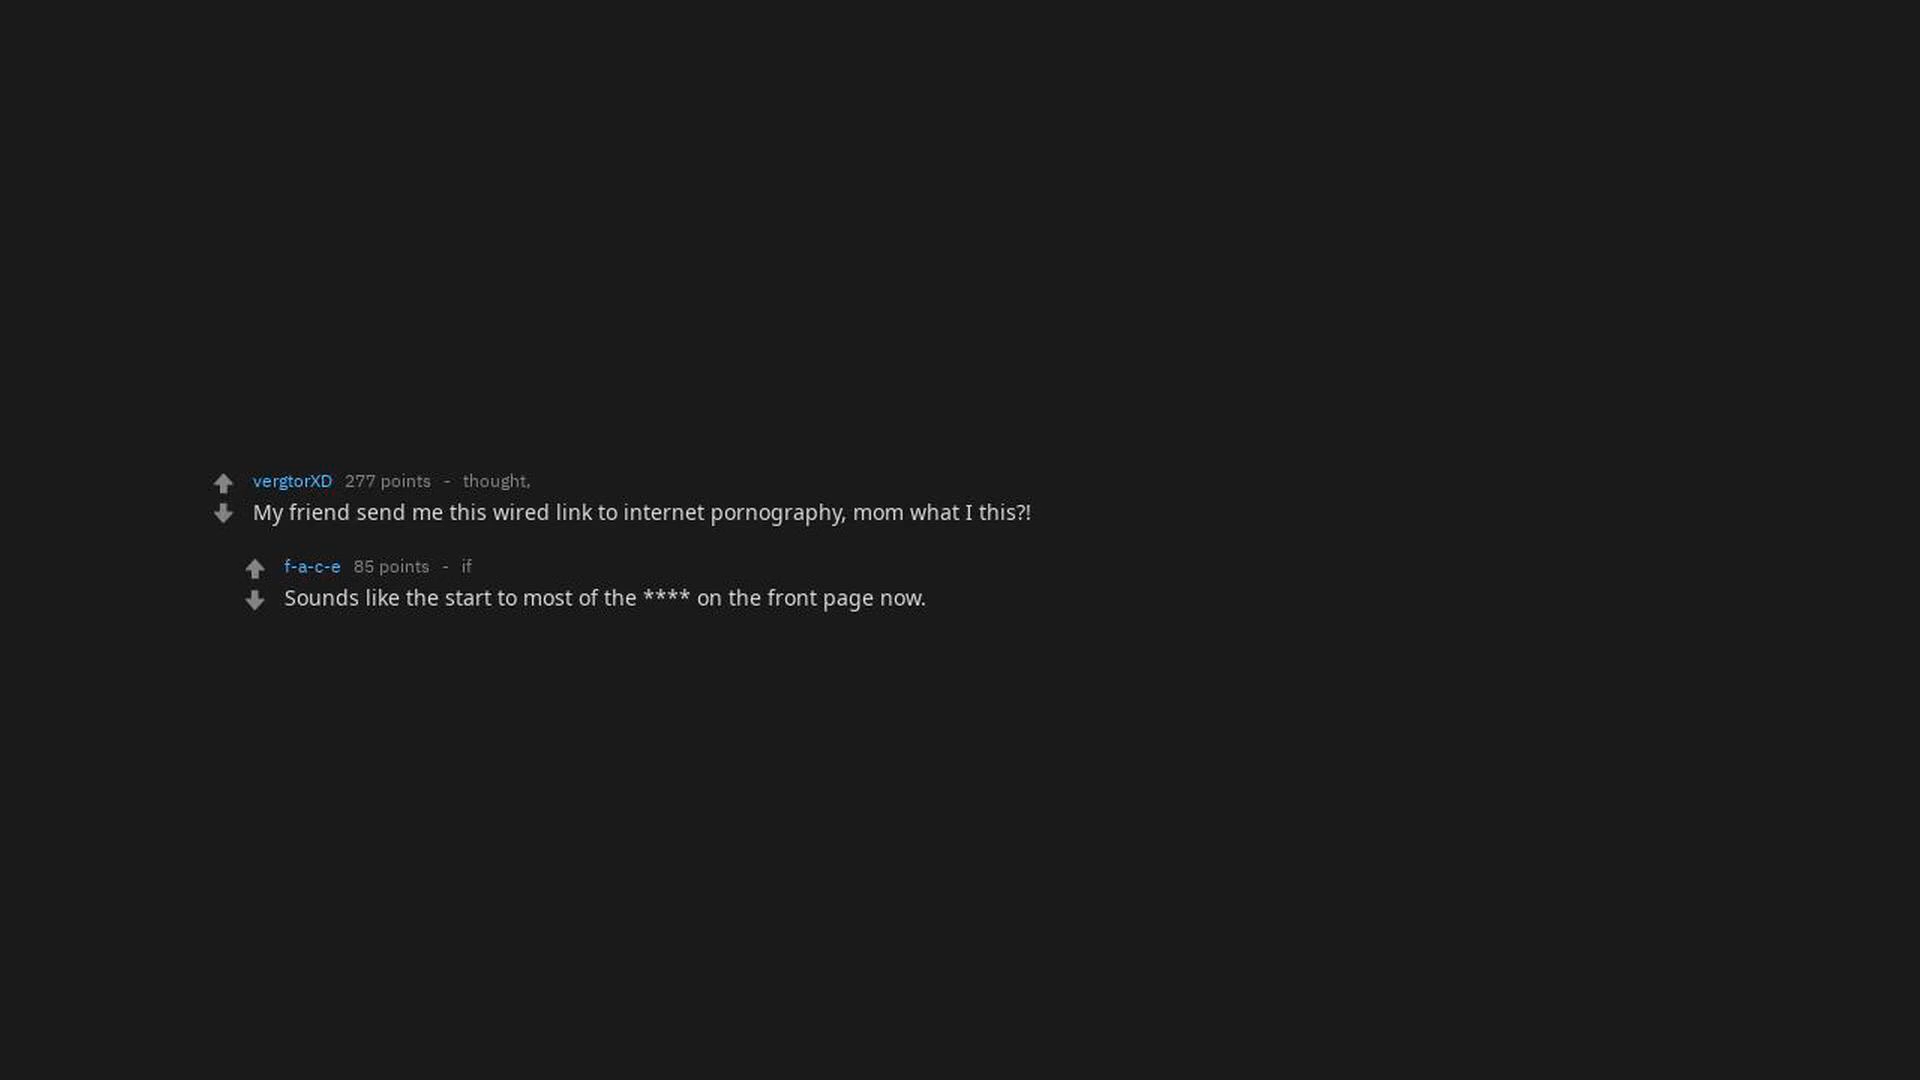 vergtorXD 277 points - thought,
My friend send me this wired link to internet pornography, mom what I this?!
f-a-c-e 85 points - if
Sounds like the start to most of the **** on the front page now.